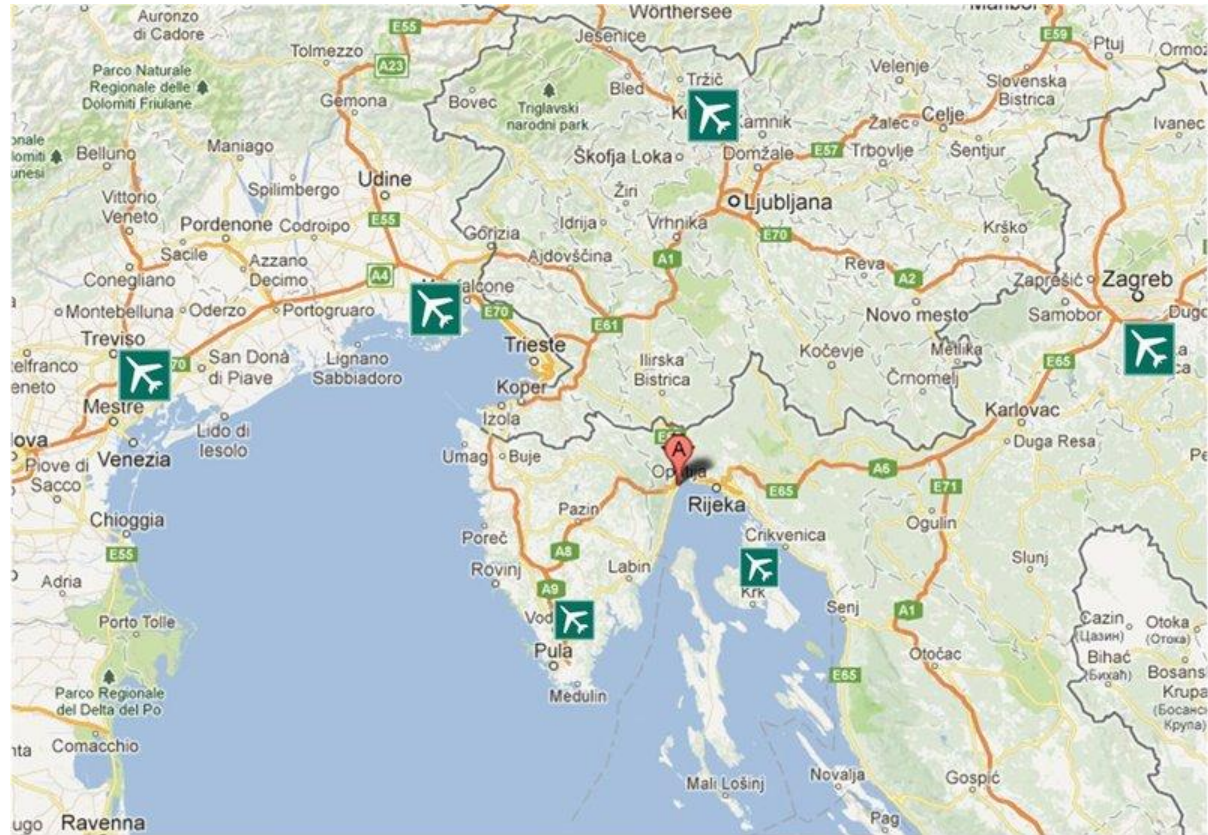 Auronzo
di Cadore
E55
Wörthersee
Jesenice
E59
Ptuj
Tolmezzo
A23
Parco Naturale
Regionale delle
Dolomiti Friulane
Gemona
Bovec
Triglavski
narodni park
Bled
Tržič
Velenje
Slovenska
Bistrica
Maniago
Belluno
Škofja Loka
Domžale
E57
Žalec
Celje
Trbovlje
Šentjur
Ivanec
Vittorio
Veneto
Spilimbergo
Udine
Žiri
Ljubljana
Pordenone
Codroipo
E55
Idrija
Vrhnika
E70
Krško
Gorizia
Sacile
Azzano
Decimo
A4
Ajdovščina
A1
Reva
A2
Zaprešić
Zagreb
Conegliano
Montebelluna
Oderzo
Portogruaro
E70
E61
Novo mesto
Samobor
Treviso
San Donà
di Piave
Lignano
Sabbiadoro
Trieste
Ilirska
Bistrica
Kočevje
Metlika
E65
Črnomelj
Koper
Mestre
Izola
Karlovac
Lido di
Iesolo
Venezia
Piove di
Sacco
Umag
Buje
A
Duga Resa
Rijeka
E65
A6
E71
Chioggia
Pazin
Ogulin
E55
Poreč
A8
Crikvenica
Slunj
Adria
Rovinj
A9
Labin
Krk
Senj
A1
Porto Tolle
Cazin
(Цазин)
Otoka
(Отока)
Pula
Otočac
Bihać
(Бихаћ)
E65
Parco Regionale
del Delta del Po
Medulin
Krupa
Крупа)
Comacchio
Mali Lošinj
Novalja
Gospić
Ravenna
Pag